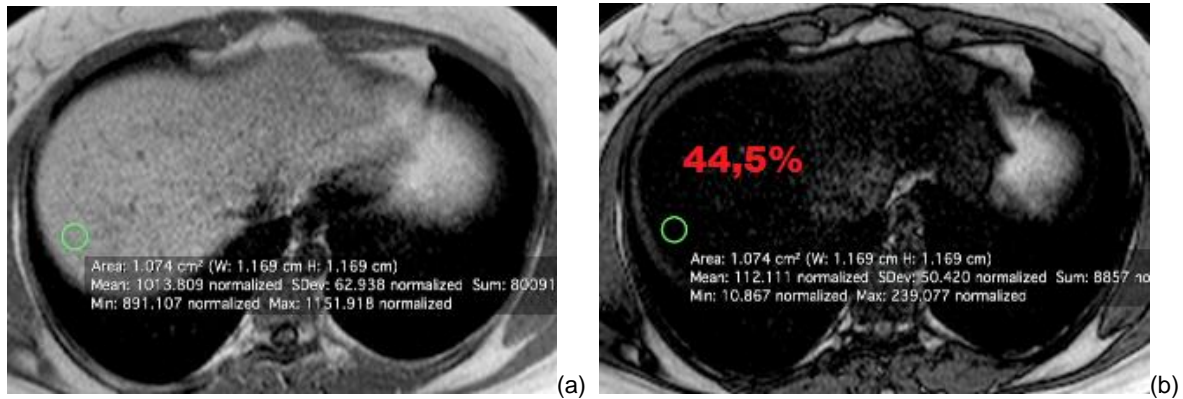 Area: 1.074 cm² (W: 1.169 cm H: 1.169 cm)
Mean: 1013.809 normalized SDev: 62.938 normalized Sum: 80091
Min: 891.107 normalized Max: 1151.918 normalized
(a)
44,5%
Area: 1.074 cm² (W: 1.169 cm H: 1.169 cm)
Mean: 112.111 normalized SDev: 50.420 normalized Sum: 8857 no
Min: 10.867 normalized Max: 239.077 normalized
(b)